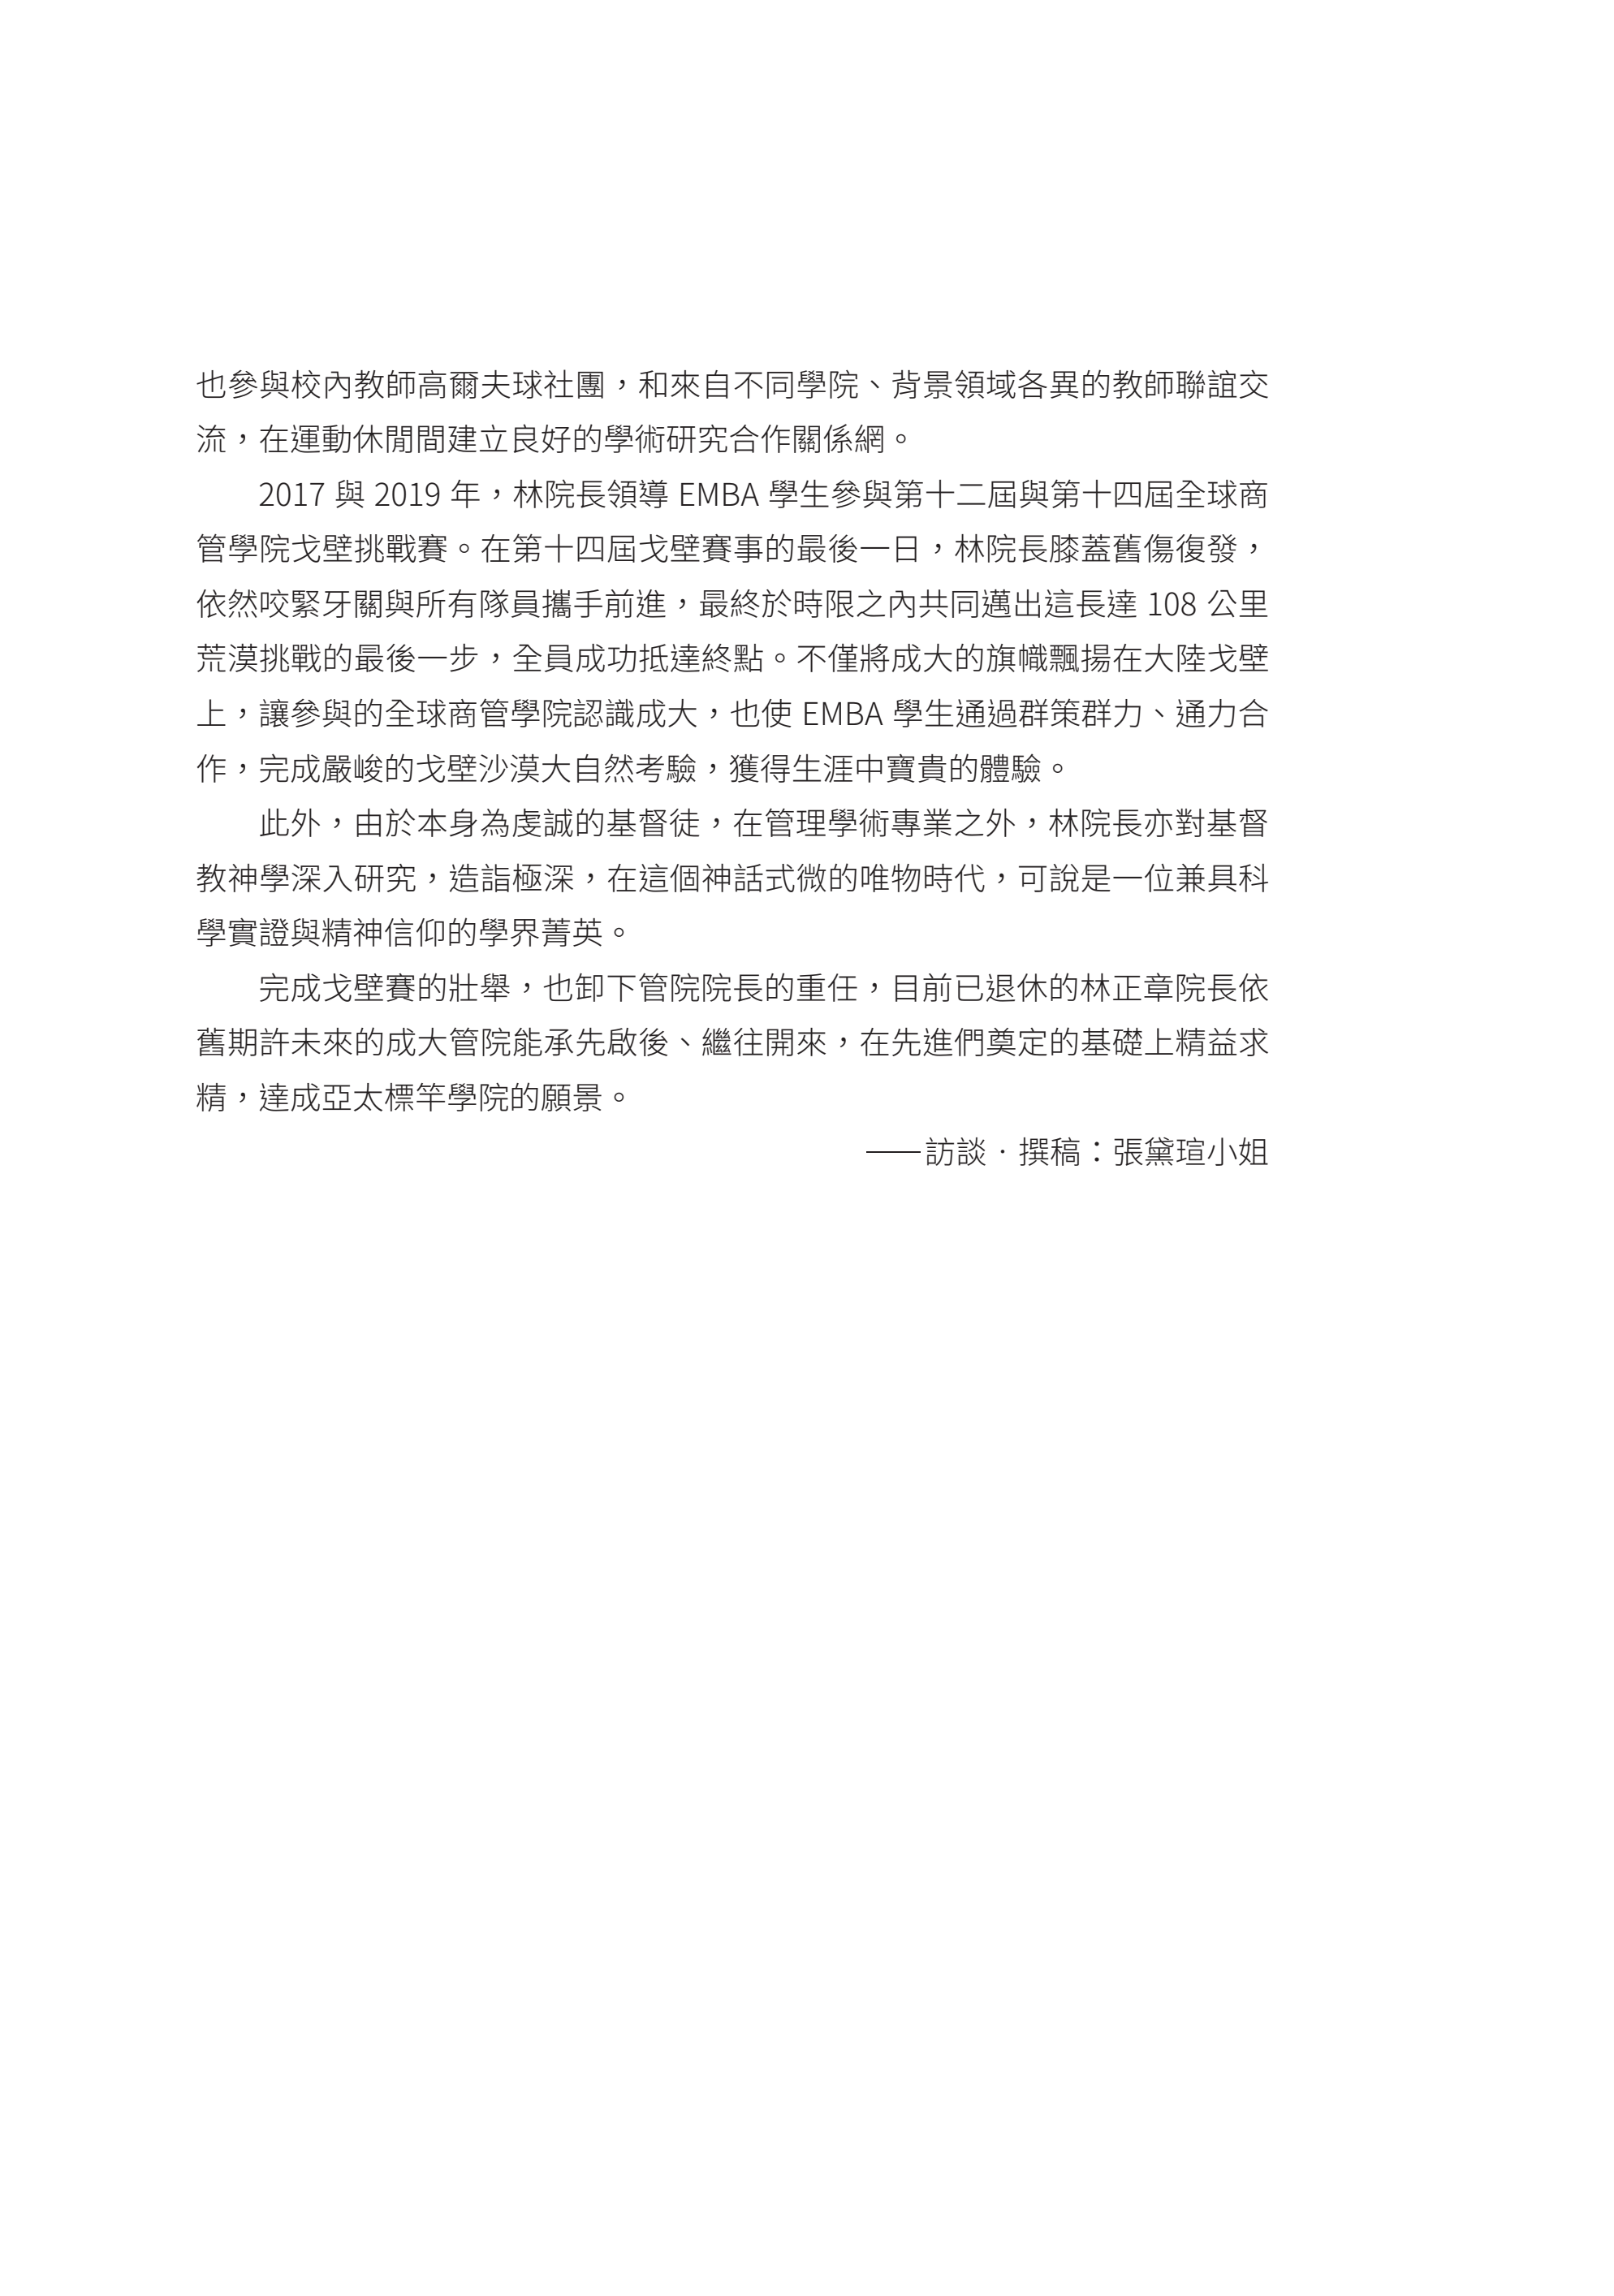 也參與校內教師高爾夫球社團，和來自不同學院、背景領域各異的教師聯誼交
流，在運動休閒間建立良好的學術研究合作關係網。
2017 與 2019 年，林院長領導 EMBA 學生參與第十二屆與第十四屆全球商
管學院戈壁挑戰賽。在第十四屆戈壁賽事的最後一日，林院長膝蓋舊傷復發，
依然咬緊牙關與所有隊員攜手前進，最終於時限之內共同邁出這長達 108 公里
荒漠挑戰的最後一步，全員成功抵達終點。不僅將成大的旗幟飄揚在大陸戈壁
上，讓參與的全球商管學院認識成大，也使 EMBA 學生通過群策群力、通力合
作，完成嚴峻的戈壁沙漠大自然考驗，獲得生涯中寶貴的體驗。
此外，由於本身為虔誠的基督徒，在管理學術專業之外，林院長亦對基督
教神學深入研究，造詣極深，在這個神話式微的唯物時代，可說是一位兼具科
學實證與精神信仰的學界菁英。
完成戈壁賽的壯舉，也卸下管院院長的重任，目前已退休的林正章院長依
舊期許未來的成大管院能承先啟後、繼往開來，在先進們奠定的基礎上精益求
精，達成亞太標竿學院的願景。
——訪談．撰稿：張黛瑄小姐